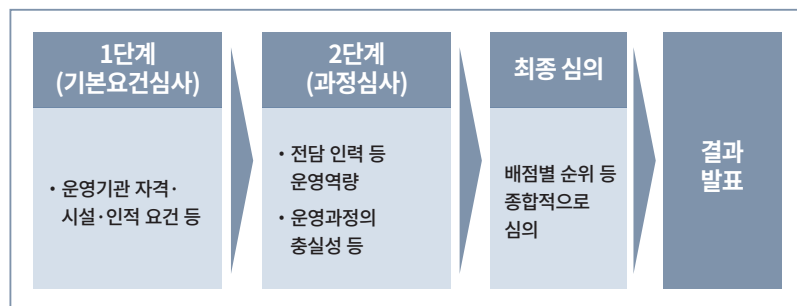 1단계
(기본요건심사)
· 운영기관 자격·
시설·인적 요건 등
2단계
(과정심사)
· 전담 인력 등
운영역량
· 운영과정의
충실성 등
최종 심의
배점별 순위 등
종합적으로
심의
결과
발표